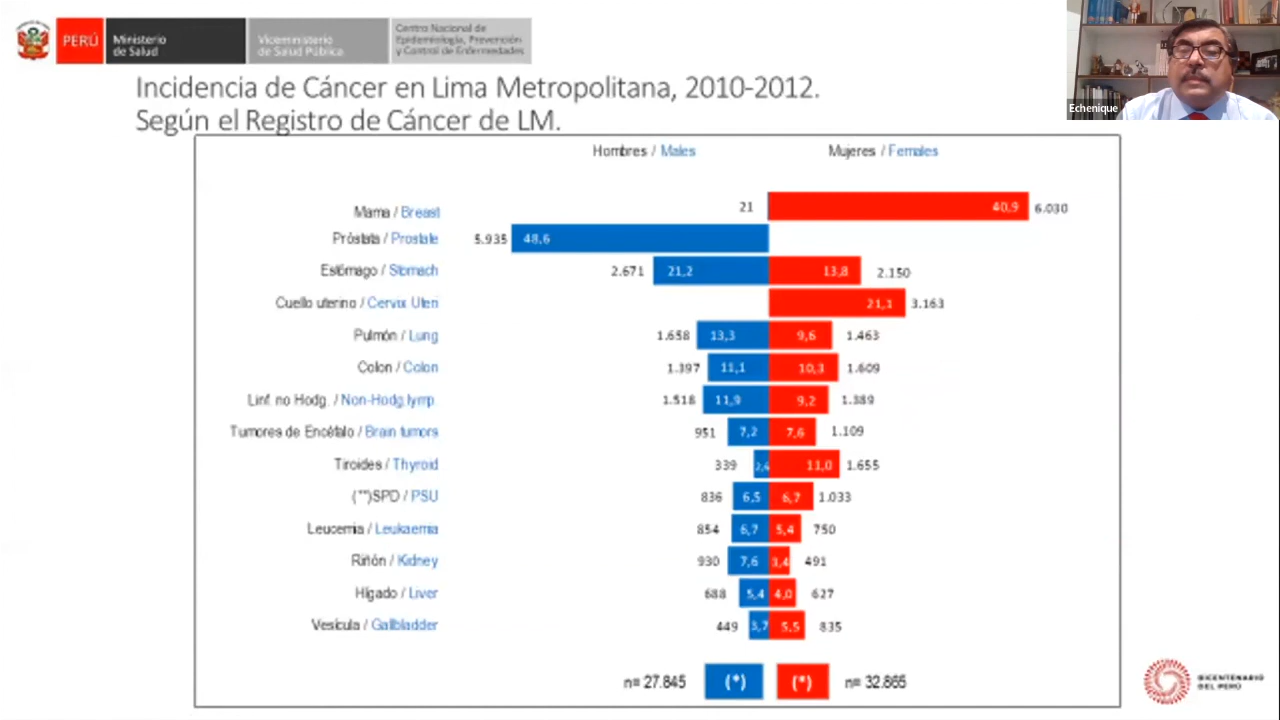 PERÚ
Ministerio
de Salud
Viceministerio
de Salud Pública
Centro Nacional de
Epidemiología, Prevención
y Control de Enfermedades
Echenique
Incidencia de Cáncer en Lima Metropolitana, 2010-2012.
Según el Registro de Cáncer de LM.
Hombres / Males Mujeres / Females
Mama / Breast 21 40,9 6.030
Próstata / Prostate 5.935 48,6
Estómago / Stomach 2.671 21,2 13,8 2.150
Cuello uterino / Cervix Uteri 21,1 3.163
Pulmón / Lung 1.658 13,3 9,6 1.463
Colon / Colon 1.397 11,1 10,3 1.609
Linf. no Hodg. / Non-Hodg.lymp. 1.518 11,9 9,2 1.389
Tumores de Encéfalo / Brain tumors 951 7,2 7,6 1.109
Tiroides / Thyroid 339 2,6 11,0 1.655
(**)SPD / PSU 836 6,5 6,7 1.033
Leucemia / Leukaemia 854 6,7 5,4 750
Riñón / Kidney 930 7,6 3,4 491
Hígado / Liver 688 5,4 4,0 627
Vesícula / Gallbladder 449 3,7 5,5 835
n= 27.845 (*) (*) n= 32.865
BICENTENARIO
DEL PERÚ